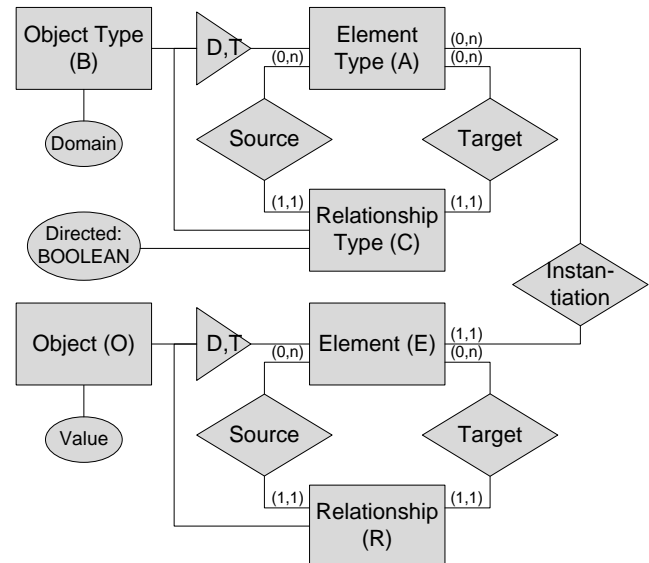 Object Type
(B)
D,T
(0,n)
Element
Type (A)
(0,n)
(0,n)
Domain
Source
Target
(1,1)
Relationship
Type (C)
(1,1)
Directed:
BOOLEAN
Instan-
tiation
Object (O)
D,T
(0,n)
Element (E)
(1,1)
(0,n)
Value
Source
Target
(1,1)
Relationship
(R)
(1,1)